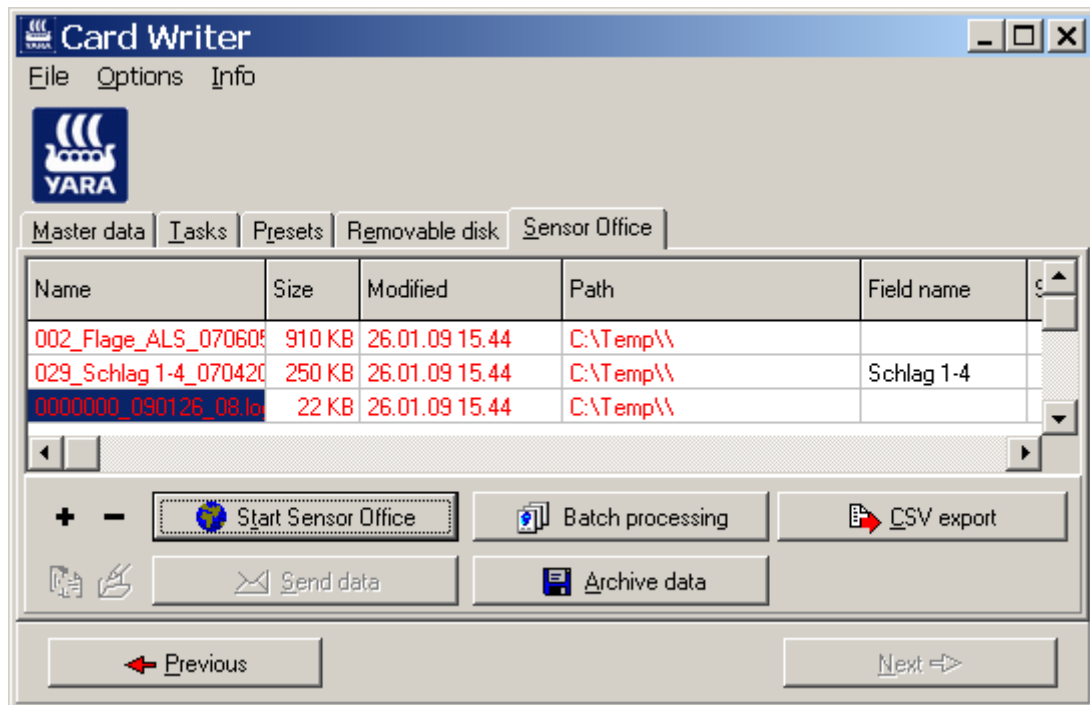 Card Writer
File Options Info
YARA
Master data Tasks Presets Removable disk Sensor Office
Name Size Modified Path Field name
002_Flage_ALS_07060 910 KB 26.01.09 15.44 C:\Temp\\
029_Schlag 1-4_07042 250 KB 26.01.09 15.44 C:\Temp\\ Schlag 1-4
0000000_090126_08.lo 22 KB 26.01.09 15.44 C:\Temp\\
Start Sensor Office Batch processing CSV export
Send data Archive data
Previous Next